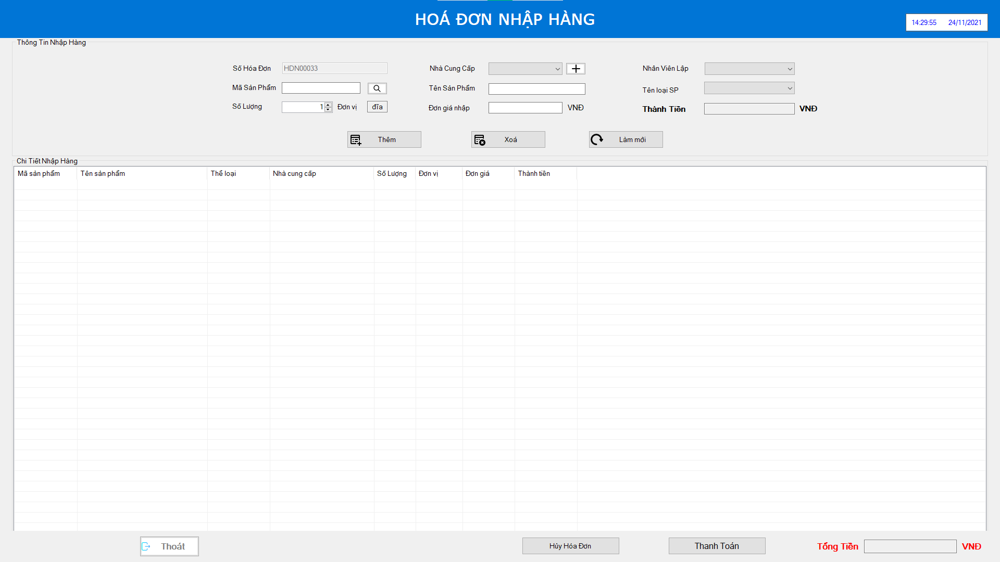 HOÁ ĐƠN NHẬP HÀNG
14:29:55 24/11/2021
Thông Tin Nhập Hàng
Số Hóa Đơn HDN00033 Nhà Cung Cấp Nhân Viên Lập
Mã Sản Phẩm Tên Sản Phẩm Tên loại SP
Số Lượng 1 Đơn vị đĩa Đơn giá nhập VNĐ Thành Tiền VNĐ
Thêm Xoá Làm mới
Chi Tiết Nhập Hàng
Mã sản phẩm Tên sản phẩm Thể loại Nhà cung cấp Số Lượng Đơn vị Đơn giá Thành tiền
Thoát Hủy Hóa Đơn Thanh Toán Tổng Tiền VNĐ